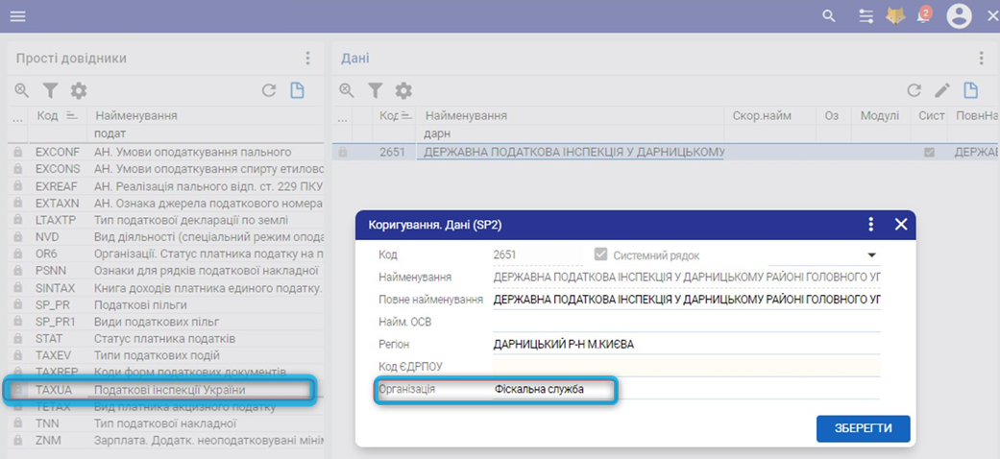 2
Прості довідники
... Код Найменування
подат
EXCONF АН. Умови оподаткування пального
EXCONS АН. Умови оподаткування спирту етилово
EXREAF АН. Реалізація пального відп. ст. 229 ПКУ
EXTAXN АН. Ознака джерела податкового номера
LTAXTP Тип податкової декларації по землі
NVD Вид діяльності (спеціальний режим опода
OR6 Організації. Статус платника податку на п
PSNN Ознаки для рядків податкової накладної
SINTAX Книга доходів платника единого податку.
SP_PR Податкові пільги
SP_PR1 Види податкових пільг
STAT Статус платника податків
TAXEV Типи податкових подій
TAXREP Коди форм податкових документів
TAXUA Податкові інспекції України
TETAX Вид платника акцизного податку
TNN Тип податкової накладної
ZNM Зарплата. Додатк. неоподатковувані мінім
Дані
... Код Найменування Скор.найм Оз Модулі Сист ПовнНа
дарн
2651 ДЕРЖАВНА ПОДАТКОВА ІНСПЕКЦІЯ У ДАРНИЦЬКОМУ ДЕРЖА
Коригування. Дані (SP2)
Код 2651 Системний рядок
Найменування ДЕРЖАВНА ПОДАТКОВА ІНСПЕКЦІЯ У ДАРНИЦЬКОМУ РАЙОНІ ГОЛОВНОГО УГ
Повне найменування ДЕРЖАВНА ПОДАТКОВА ІНСПЕКЦІЯ У ДАРНИЦЬКОМУ РАЙОНІ ГОЛОВНОГО УГ
Найм. ОСВ
Регіон ДАРНИЦЬКИЙ Р-Н М.КИЄВА
Код ЄДРПОУ
Організація Фіскальна служба
ЗБЕРЕГТИ